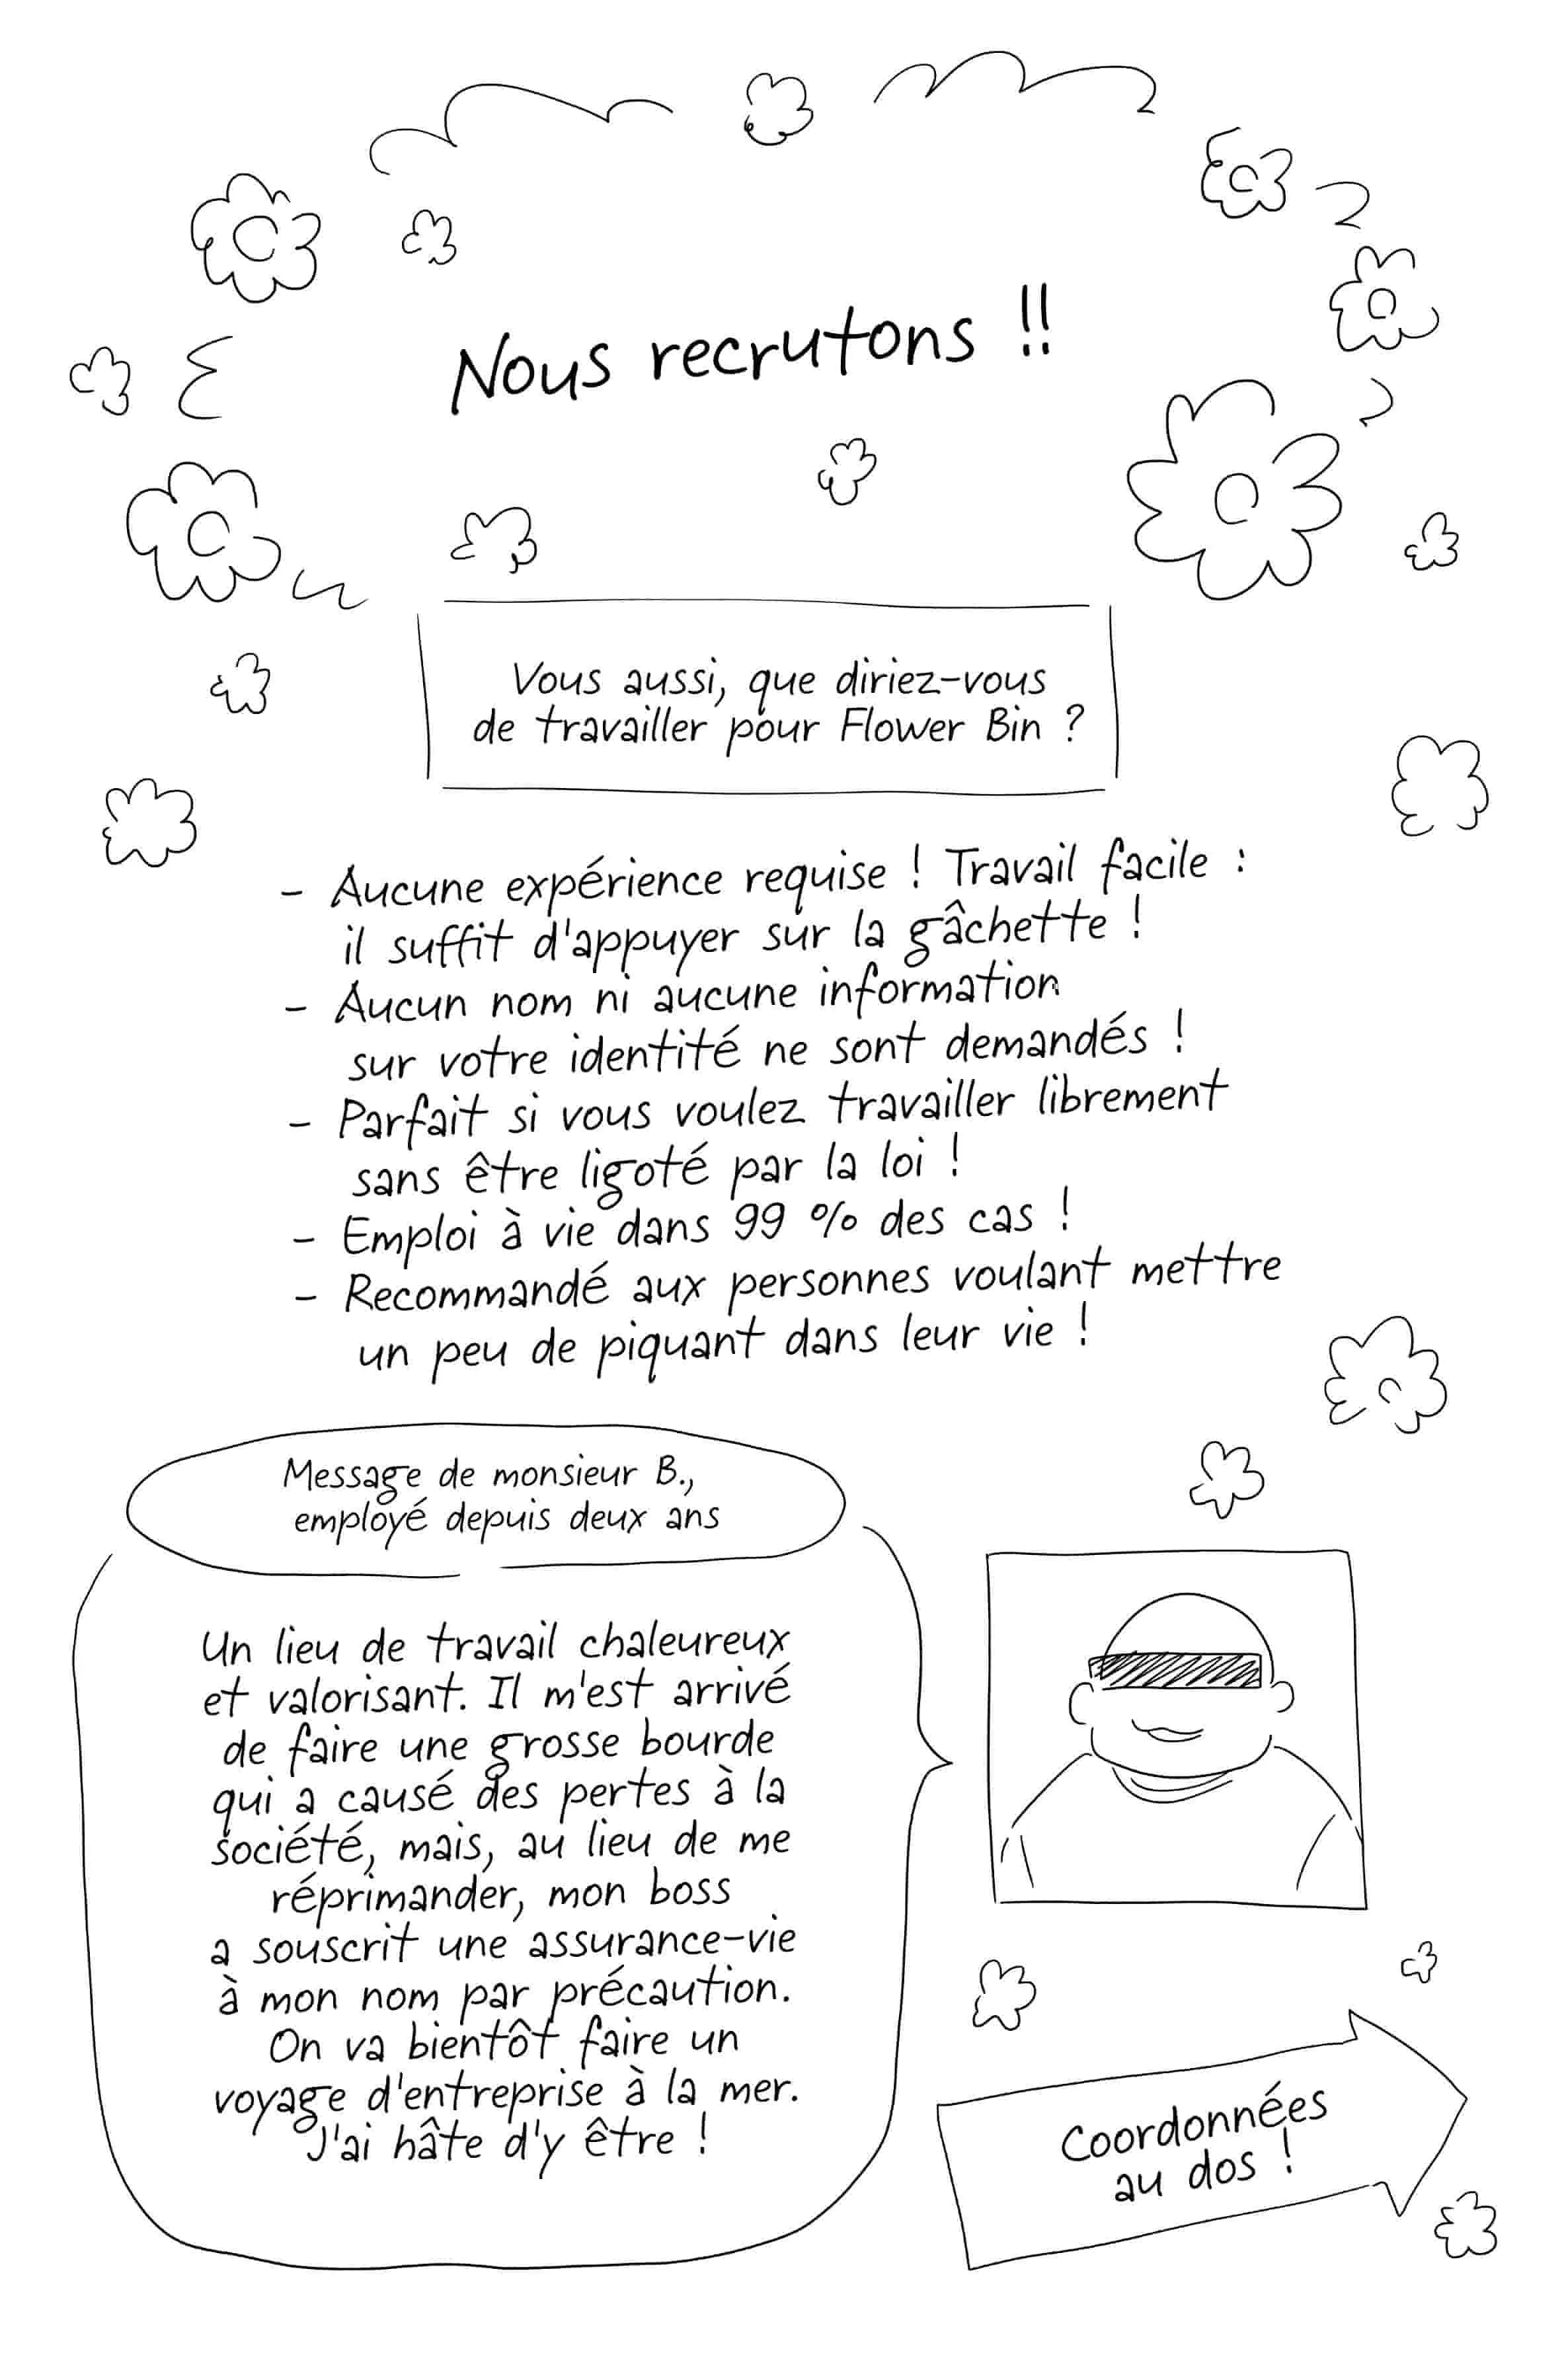 Nous recrutons !!
Vous aussi, que diriez-vous
de travailler pour Flower Bin ?
- Aucune expérience requise ! Travail facile :
il suffit d'appuyer sur la gâchette !
- Aucun nom ni aucune information
sur votre identité ne sont demandés !
- Parfait si vous voulez travailler librement
sans être ligoté par la loi !
- Emploi à vie dans 99 % des cas !
- Recommandé aux personnes voulant mettre
un peu de piquant dans leur vie !
Message de monsieur B.,
employé depuis deux ans
Un lieu de travail chaleureux
et valorisant. Il m'est arrivé
de faire une grosse bourde
qui a causé des pertes à la
société, mais, au lieu de me
réprimander, mon boss
a souscrit une assurance-vie
à mon nom par précaution.
On va bientôt faire un
voyage d'entreprise à la mer.
J'ai hâte d'y être !
Coordonnées
au dos !